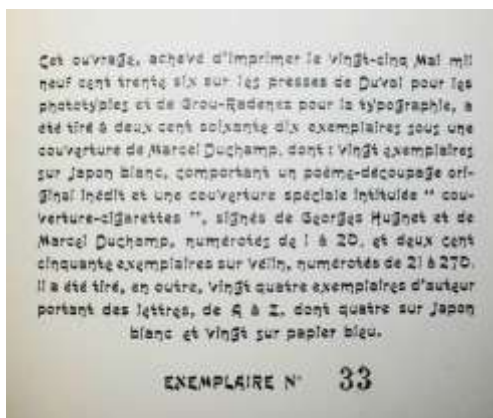 Cet ouvrage, achevé d'imprimer le vingt-cinq Mai mil
neuf cent trente six sur les presses de Duval pour les
phototypies et de Grou-Radenez pour la typographie, a
été tiré à deux cent soixante dix exemplaires sous une
couverture de Marcel Duchamp, dont : vingt exemplaires
sur Japon blanc, comportant un poème-découpage ori-
ginal inédit et une couverture spéciale intitulée " cou-
verture-cigarettes ", signés de Georges Hugnet et de
Marcel Duchamp, numérotés de 1 à 20, et deux cent
cinquante exemplaires sur Vélin, numérotés de 21 à 270.
Il a été tiré, en outre, vingt quatre exemplaires d'auteur
portant des lettres, de A à Z, dont quatre sur Japon
blanc et vingt sur papier bleu.
EXEMPLAIRE N° 33